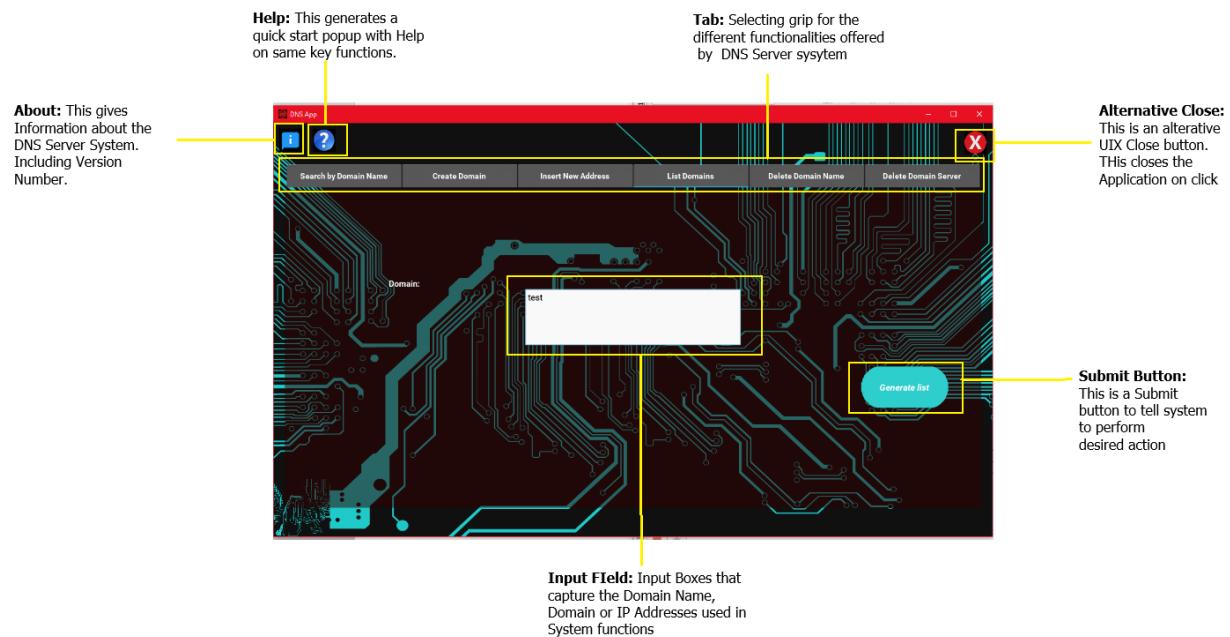 Help: This generates a
quick start popup with Help
on same key functions.
Tab: Selecting grip for the
different functionalities offered
by DNS Server sysytem
About: This gives
Information about the
DNS Server System.
Including Version
Number.
Alternative Close:
This is an alterative
UIX Close button.
THis closes the
Application on click
DNS App
i
?
X
Search by Domain Name
Create Domain
Insert New Address
List Domains
Delete Domain Name
Delete Domain Server
Domain:
test
Generate list
Submit Button:
This is a Submit
button to tell system
to perform
desired action
Input FIeld: Input Boxes that
capture the Domain Name,
Domain or IP Addresses used in
System functions